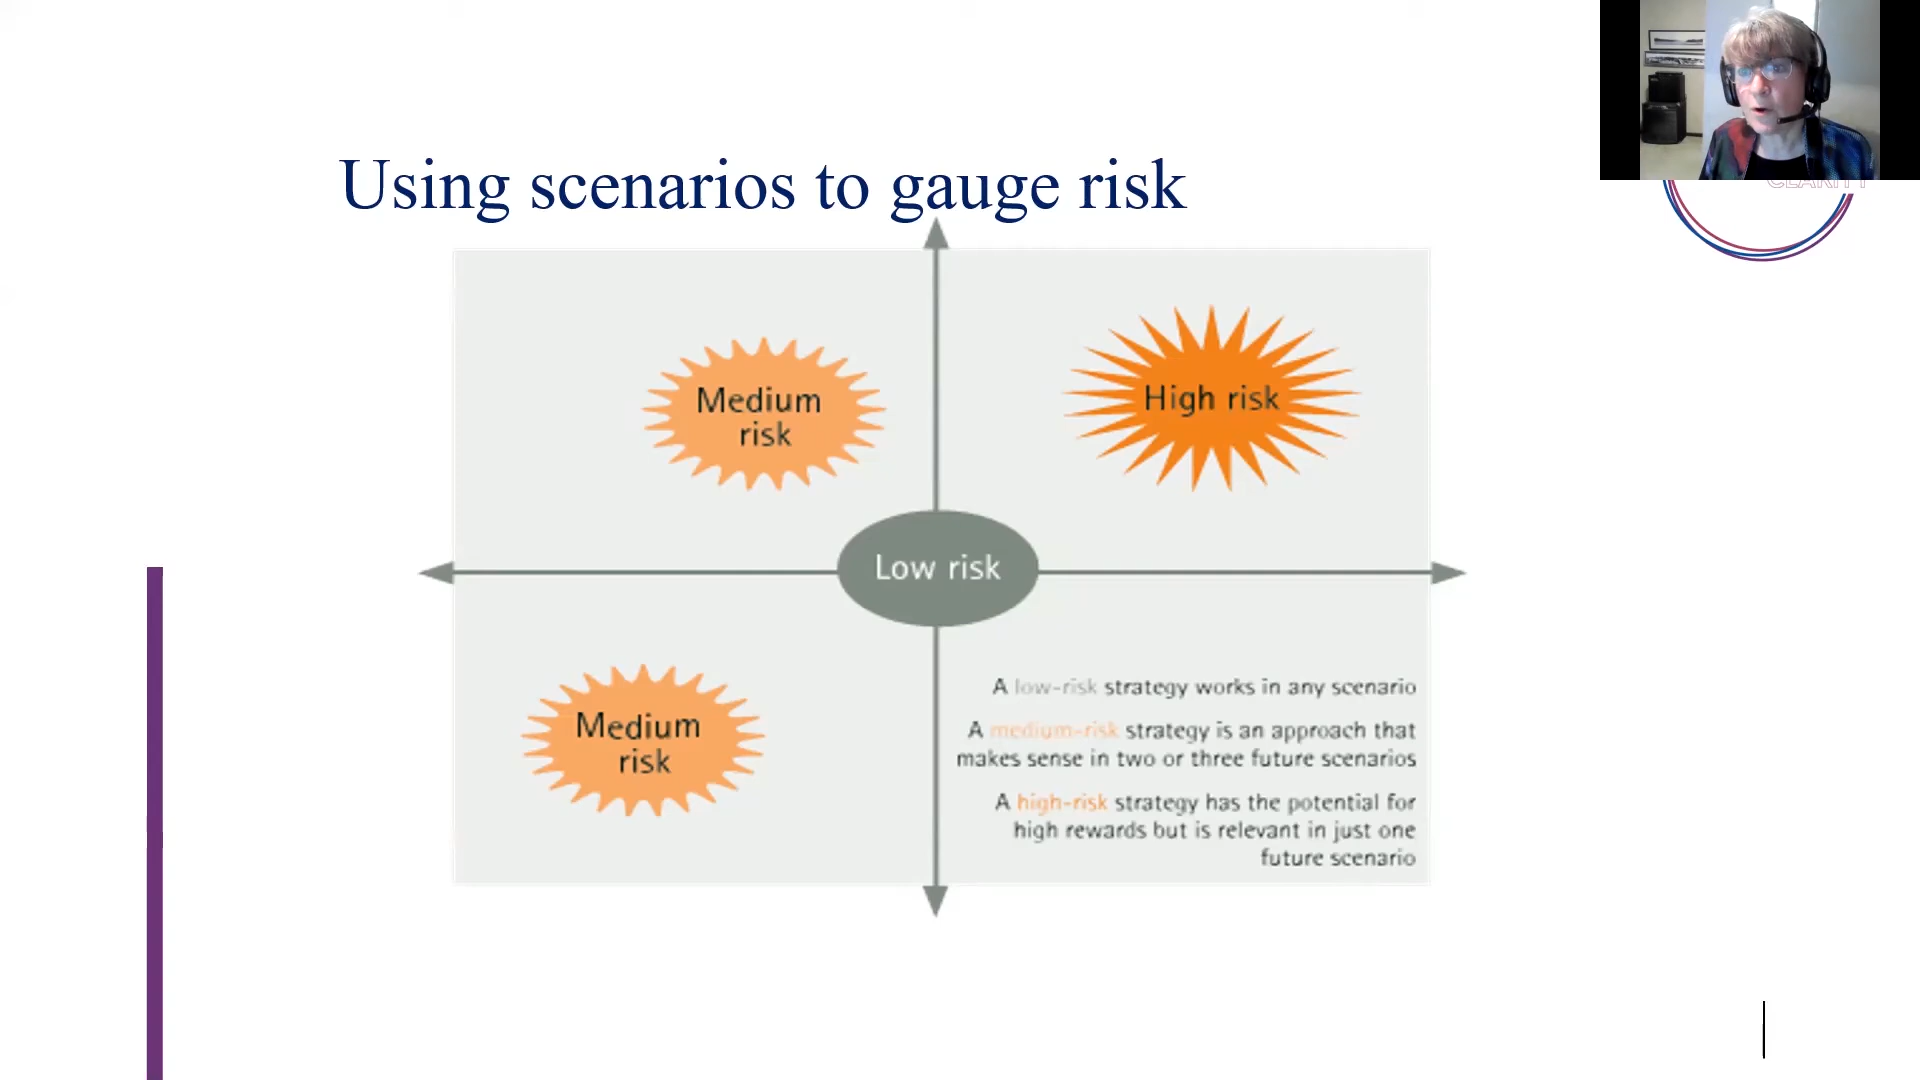 Using scenarios to gauge risk
Medium
risk
High risk
Low risk
Medium
risk
A low-risk strategy works in any scenario
A medium-risk strategy is an approach that
makes sense in two or three future scenarios
A high-risk strategy has the potential for
high rewards but is relevant in just one
future scenario
CLARITY